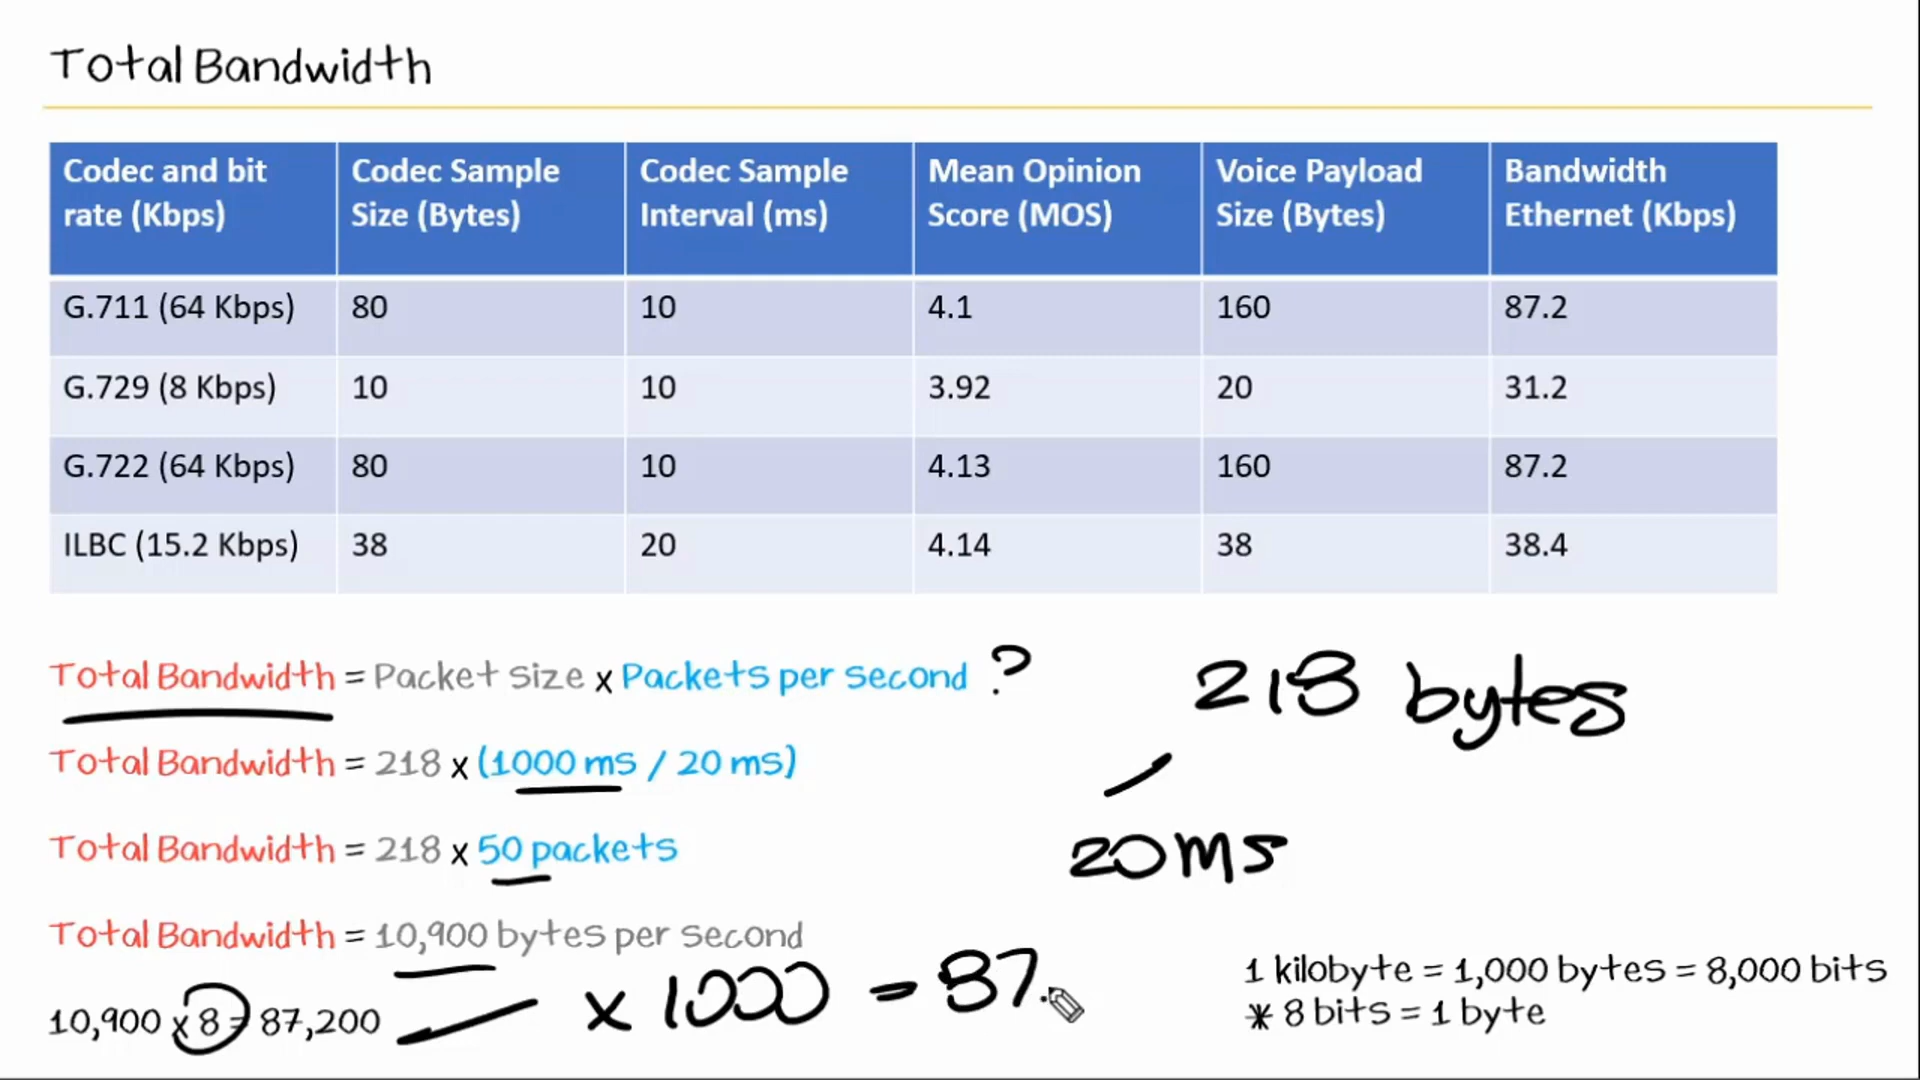 Total Bandwidth
Codec and bit rate (Kbps) Codec Sample Size (Bytes) Codec Sample Interval (ms) Mean Opinion Score (MOS) Voice Payload Size (Bytes) Bandwidth Ethernet (Kbps)
G.711 (64 Kbps) 80 10 4.1 160 87.2
G.729 (8 Kbps) 10 10 3.92 20 31.2
G.722 (64 Kbps) 80 10 4.13 160 87.2
ILBC (15.2 Kbps) 38 20 4.14 38 38.4
Total Bandwidth = Packet size x Packets per second ?
218 bytes
Total Bandwidth = 218 x (1000 ms / 20 ms)
20 ms
Total Bandwidth = 218 x 50 packets
Total Bandwidth = 10,900 bytes per second
10,900 x 8 = 87,200
x 1000 = 87.
1 kilobyte = 1,000 bytes = 8,000 bits
* 8 bits = 1 byte